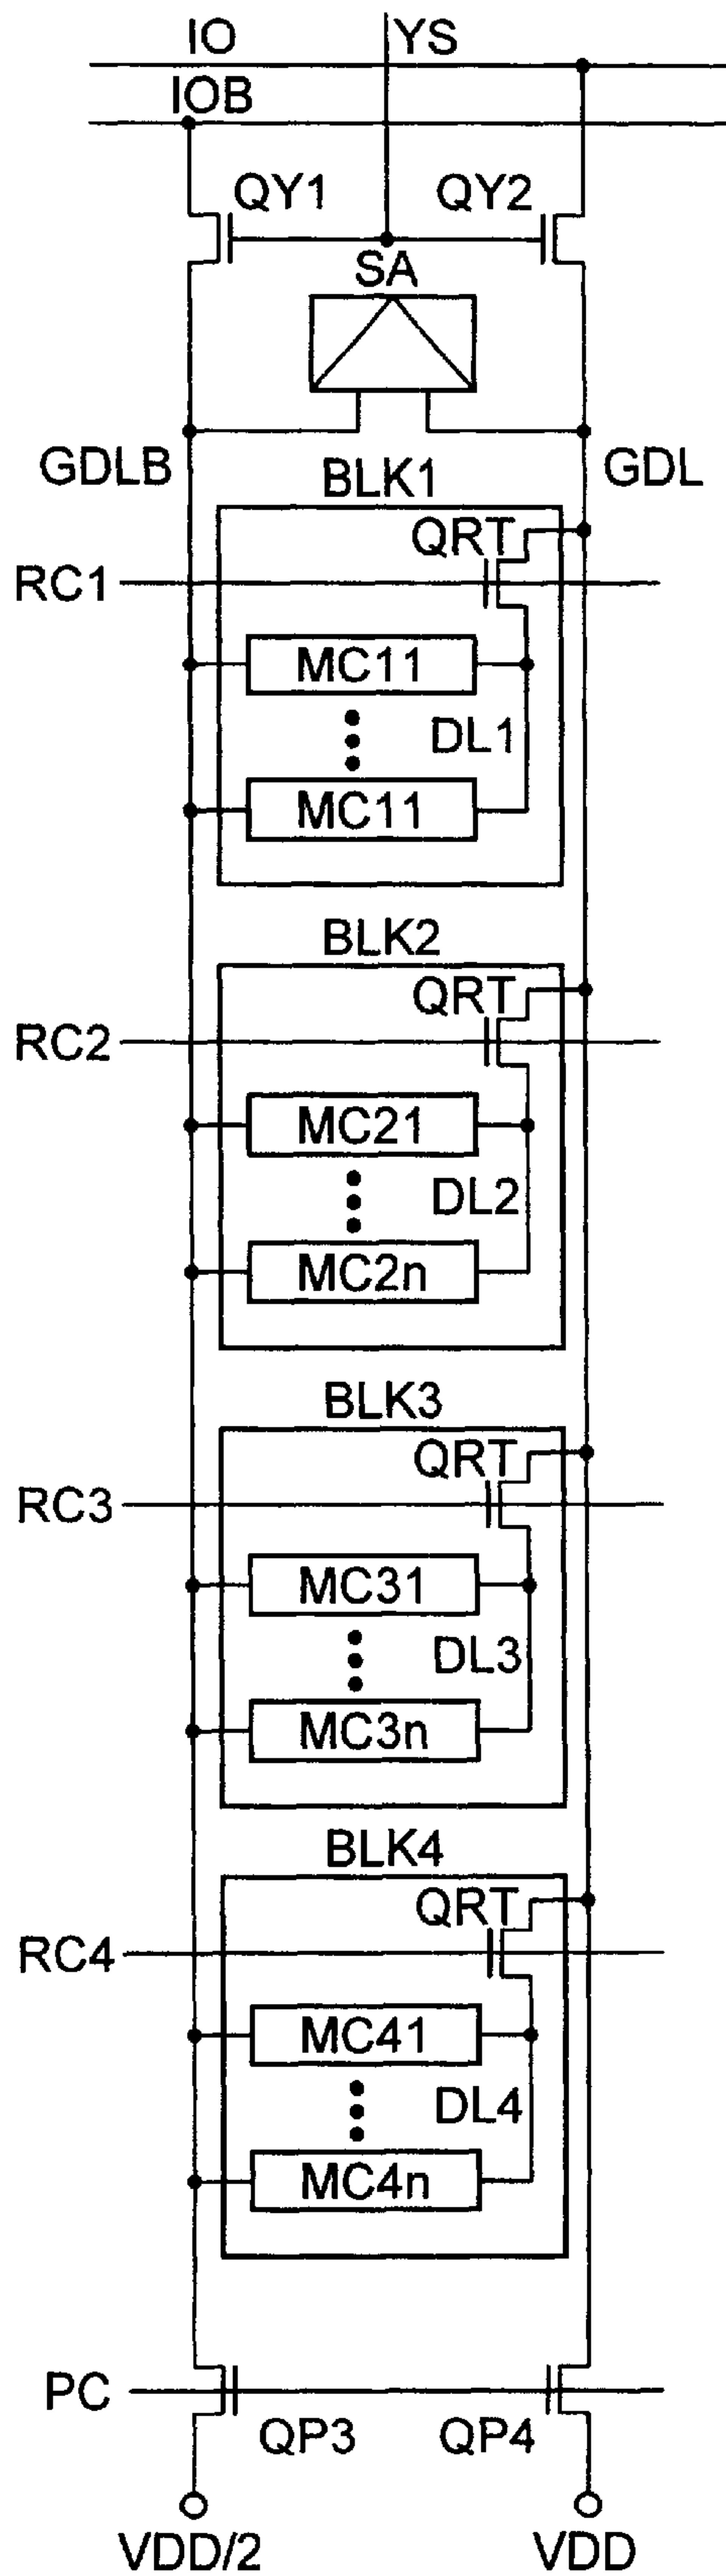 IO YS
IOB
QY1 QY2
SA
GDLB GDL
BLK1
QRT
RC1
MC11
DL1
MC11
BLK2
QRT
RC2
MC21
DL2
MC2n
BLK3
QRT
RC3
MC31
DL3
MC3n
BLK4
QRT
RC4
MC41
DL4
MC4n
PC
QP3 QP4
VDD/2 VDD